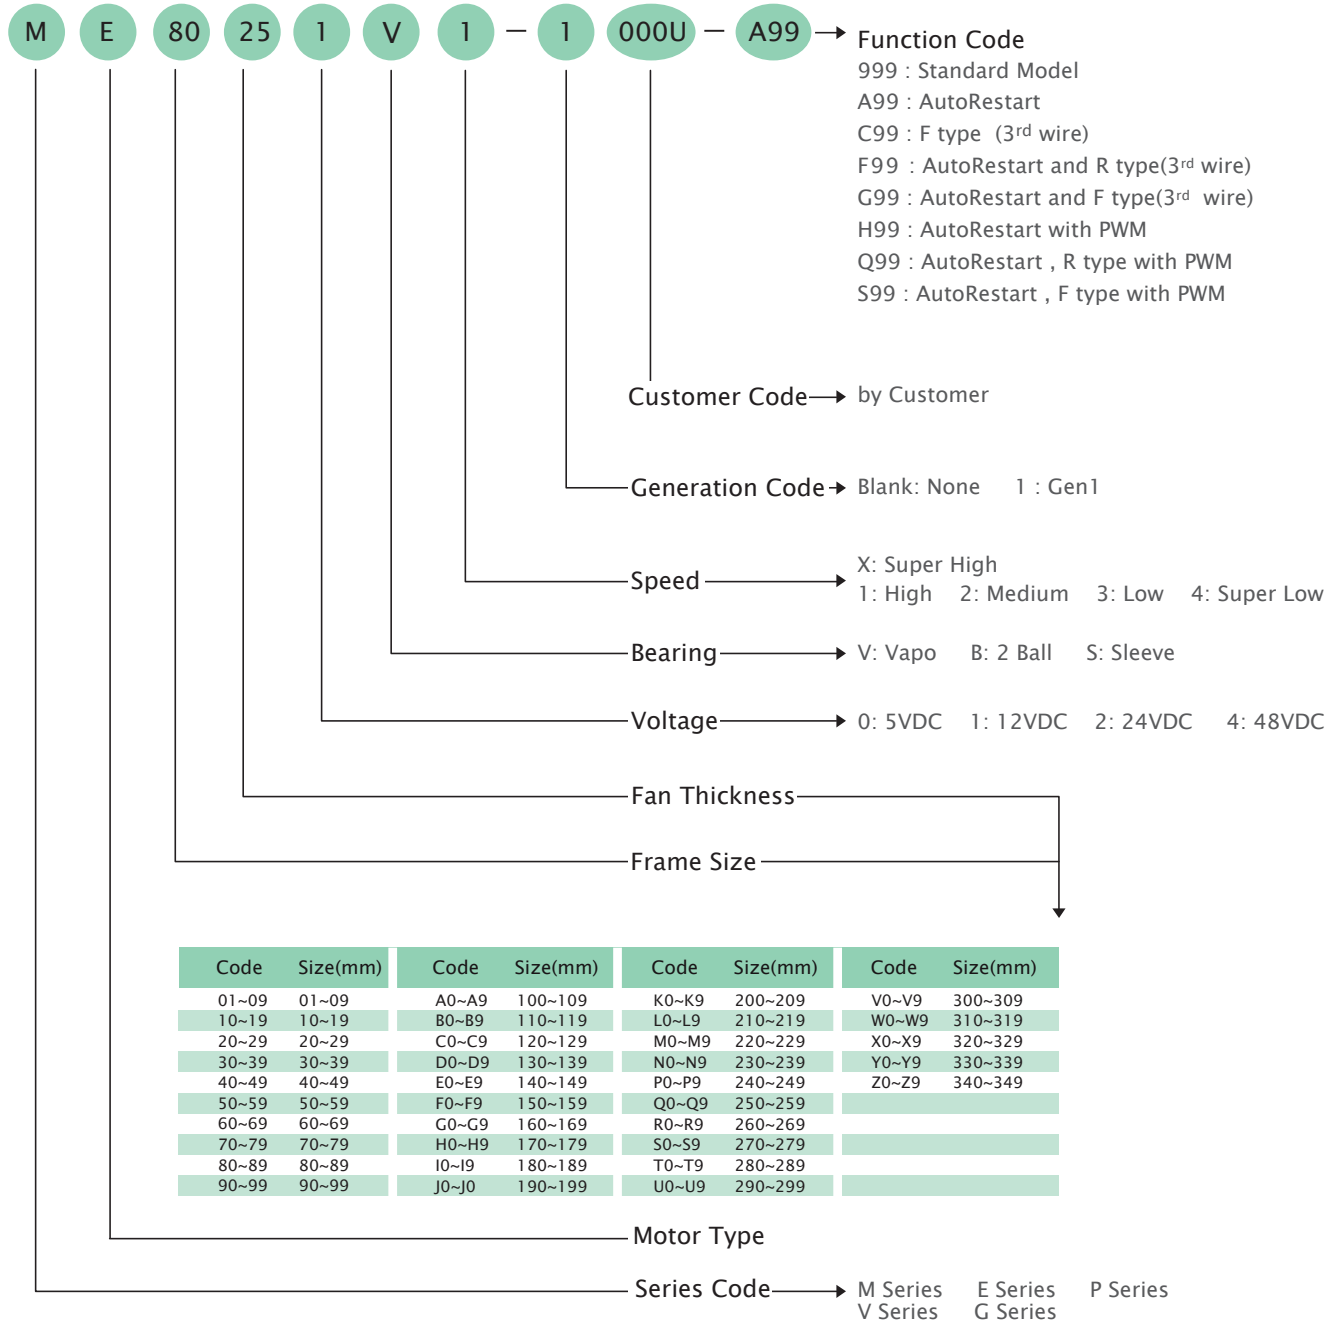 M E 80 25 1 V 1 – 1 000U – A99
Function Code
999 : Standard Model
A99 : AutoRestart
C99 : F type (3rd wire)
F99 : AutoRestart and R type(3rd wire)
G99 : AutoRestart and F type(3rd wire)
H99 : AutoRestart with PWM
Q99 : AutoRestart , R type with PWM
S99 : AutoRestart , F type with PWM
Customer Code by Customer
Generation Code Blank: None 1 : Gen1
X: Super High
Speed
1: High 2: Medium 3: Low 4: Super Low
Bearing V: Vapo B: 2 Ball S: Sleeve
Voltage 0: 5VDC 1: 12VDC 2: 24VDC 4: 48VDC
Fan Thickness
Frame Size
Code Size(mm) Code Size(mm) Code Size(mm) Code Size(mm)
01~09 01~09 A0~A9 100~109 K0~K9 200~209 V0~V9 300~309
10~19 10~19 B0~B9 110~119 L0~L9 210~219 W0~W9 310~319
20~29 20~29 C0~C9 120~129 M0~M9 220~229 X0~X9 320~329
30~39 30~39 D0~D9 130~139 N0~N9 230~239 Y0~Y9 330~339
40~49 40~49 E0~E9 140~149 P0~P9 240~249 Z0~Z9 340~349
50~59 50~59 F0~F9 150~159 Q0~Q9 250~259
60~69 60~69 G0~G9 160~169 R0~R9 260~269
70~79 70~79 H0~H9 170~179 S0~S9 270~279
80~89 80~89 I0~I9 180~189 T0~T9 280~289
90~99 90~99 J0~J0 190~199 U0~U9 290~299
Motor Type
Series Code M Series E Series P Series
V Series G Series